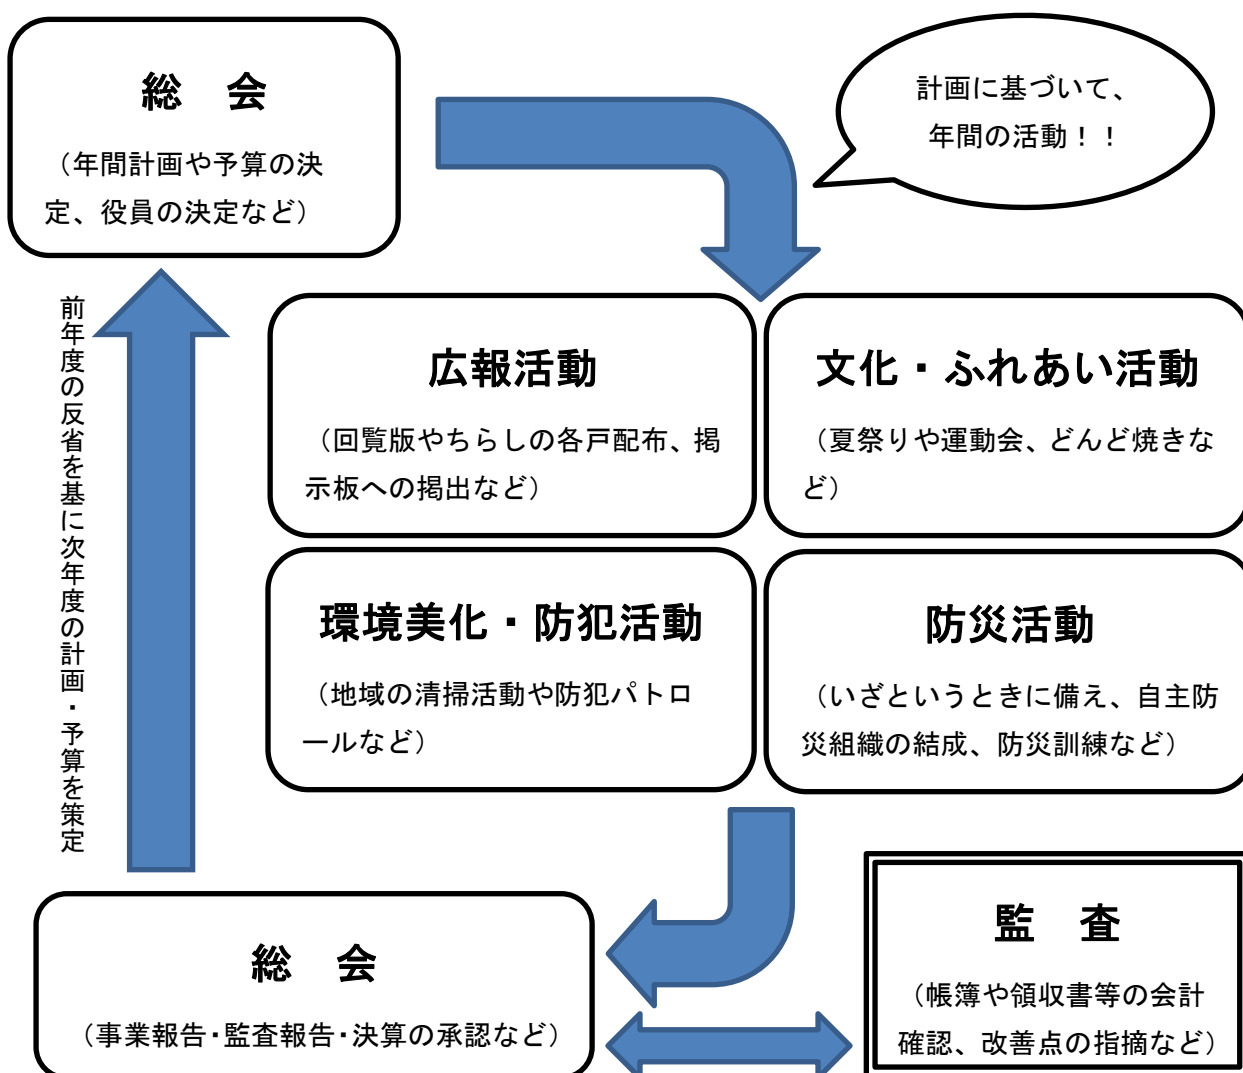 総　会
（年間計画や予算の決
定、役員の決定など）
計画に基づいて、
年間の活動！！
前年度の反省を基に次年度の計画・予算を策定
広報活動
（回覧版やちらしの各戸配布、掲
示板への掲出など）
文化・ふれあい活動
（夏祭りや運動会、どんど焼きな
ど）
環境美化・防犯活動
（地域の清掃活動や防犯パトロ
ールなど）
防災活動
（いざというときに備え、自主防
災組織の結成、防災訓練など）
総　会
（事業報告・監査報告・決算の承認など）
監　査
（帳簿や領収書等の会計
確認、改善点の指摘など）